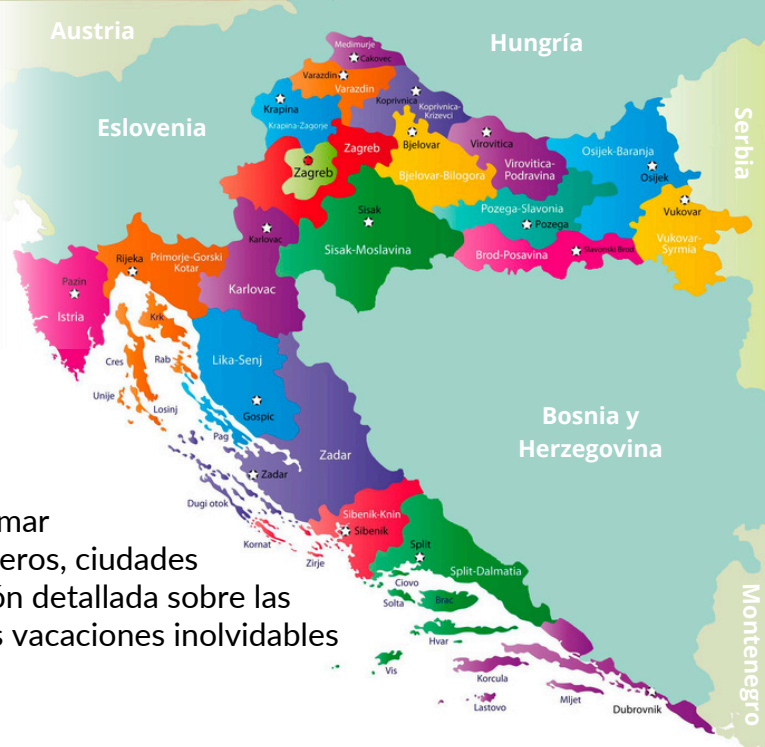 Austria
Hungría
Medimurje
Cakovec
Varazdin
Varazdin
Krapina
Koprivnica
Koprivnica-
Krizevci
Krapina-Zagorje
Eslovenia
Serbia
Zagreb
Bjelovar
Virovitica
Osijek-Baranja
Zagreb
Virovitica-
Podravina
Bjelovar-Bilogora
Osijek
Sisak
Pozega-Slavonia
Vukovar
Pozega
Karlovac
Sisak-Moslavina
Vukovar-
Syrmia
Brod-Posavina
Slavonski Brod
Rijeka
Primorje-Gorski
Kotar
Pazin
Karlovac
Istria
Krk
Cres
Rab
Lika-Senj
Unije
Losinj
Gospic
Pag
Bosnia y
Herzegovina
Zadar
Zadar
Dugi otok
Sibenik-Knin
Sibenik
Kornat
Zirje
Split
Split-Dalmatia
mar
eros, ciudades
ón detallada sobre las
s vacaciones inolvidables
Ciovo
Solta
Brac
Hvar
Vis
Korcula
Lastovo
Mljet
Dubrovnik
Montenegro